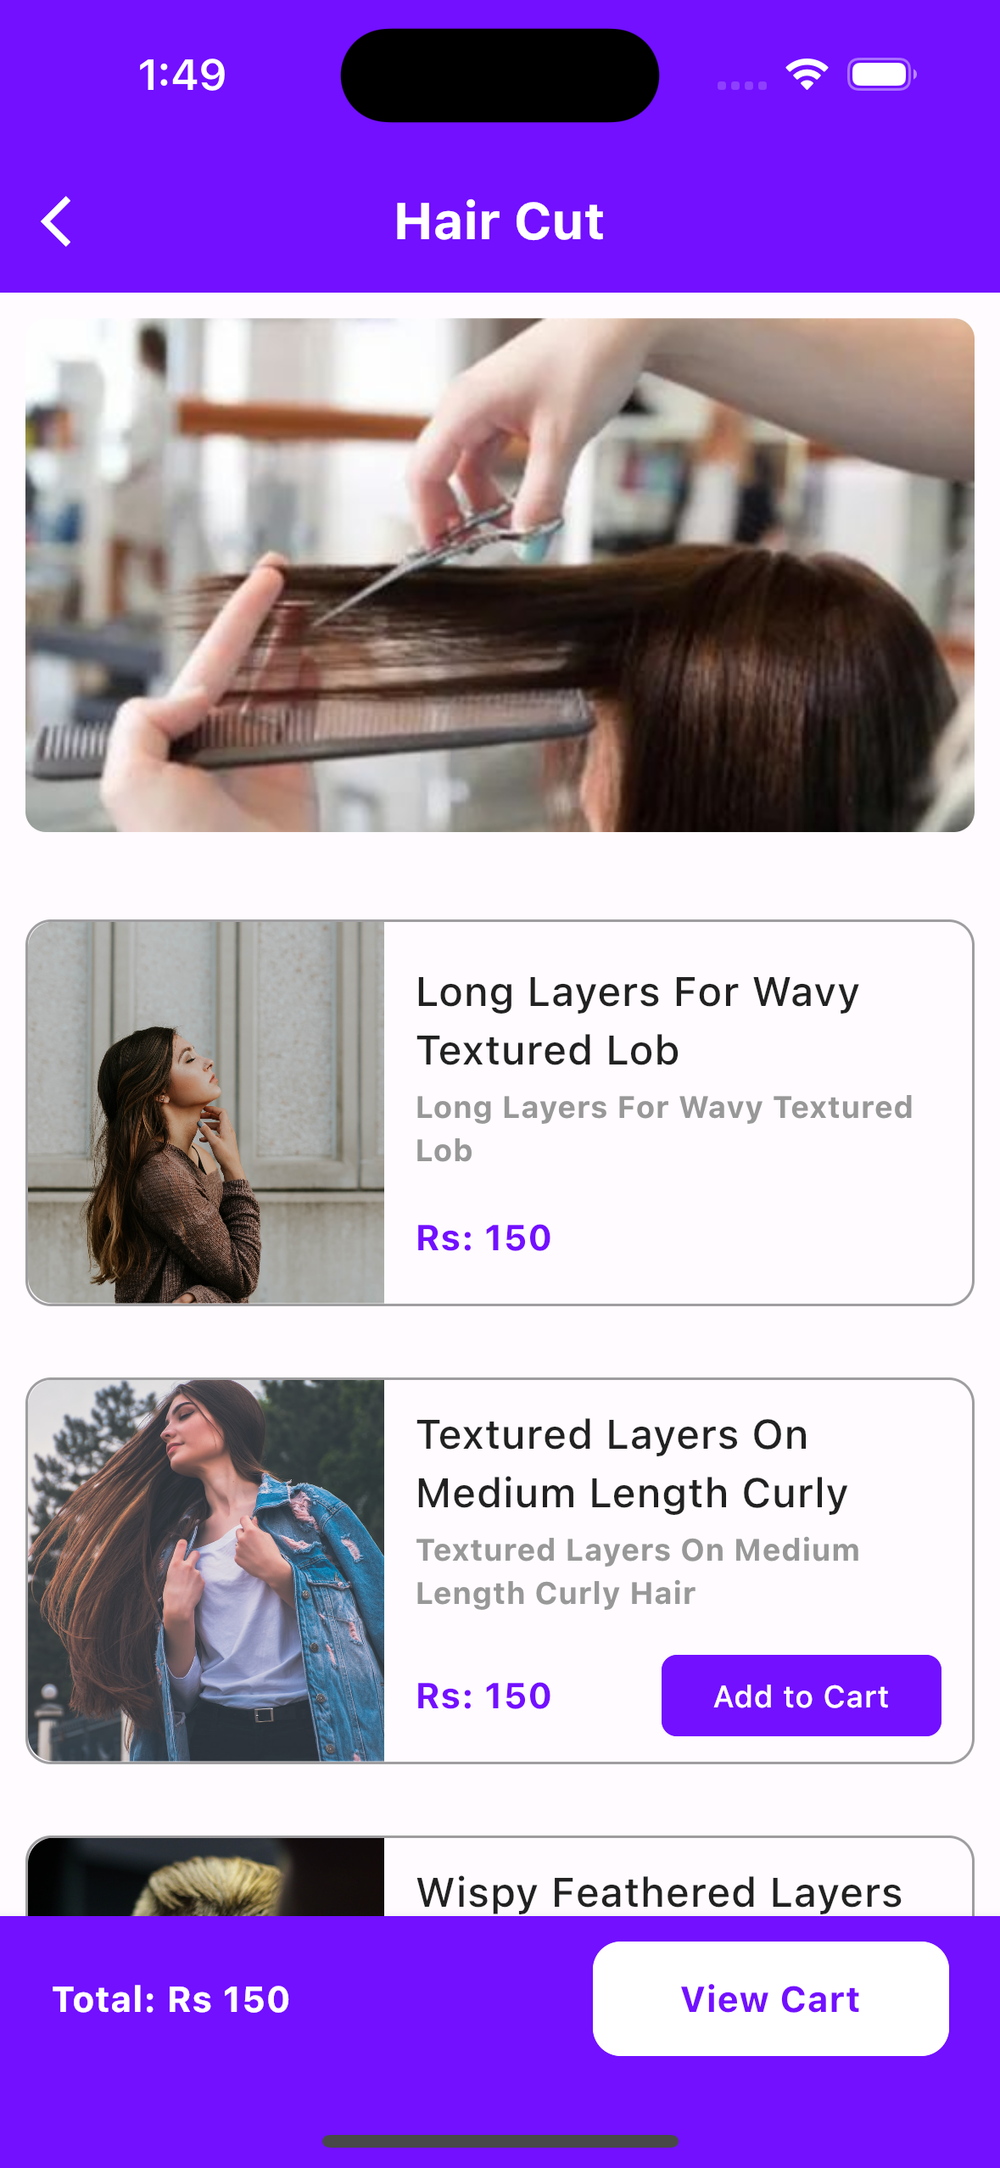 1:49
Hair Cut
Long Layers For Wavy
Textured Lob
Long Layers For Wavy Textured
Lob
Rs: 150
Textured Layers On
Medium Length Curly
Textured Layers On Medium
Length Curly Hair
Rs: 150
Add to Cart
Wispy Feathered Layers
Total: Rs 150
View Cart